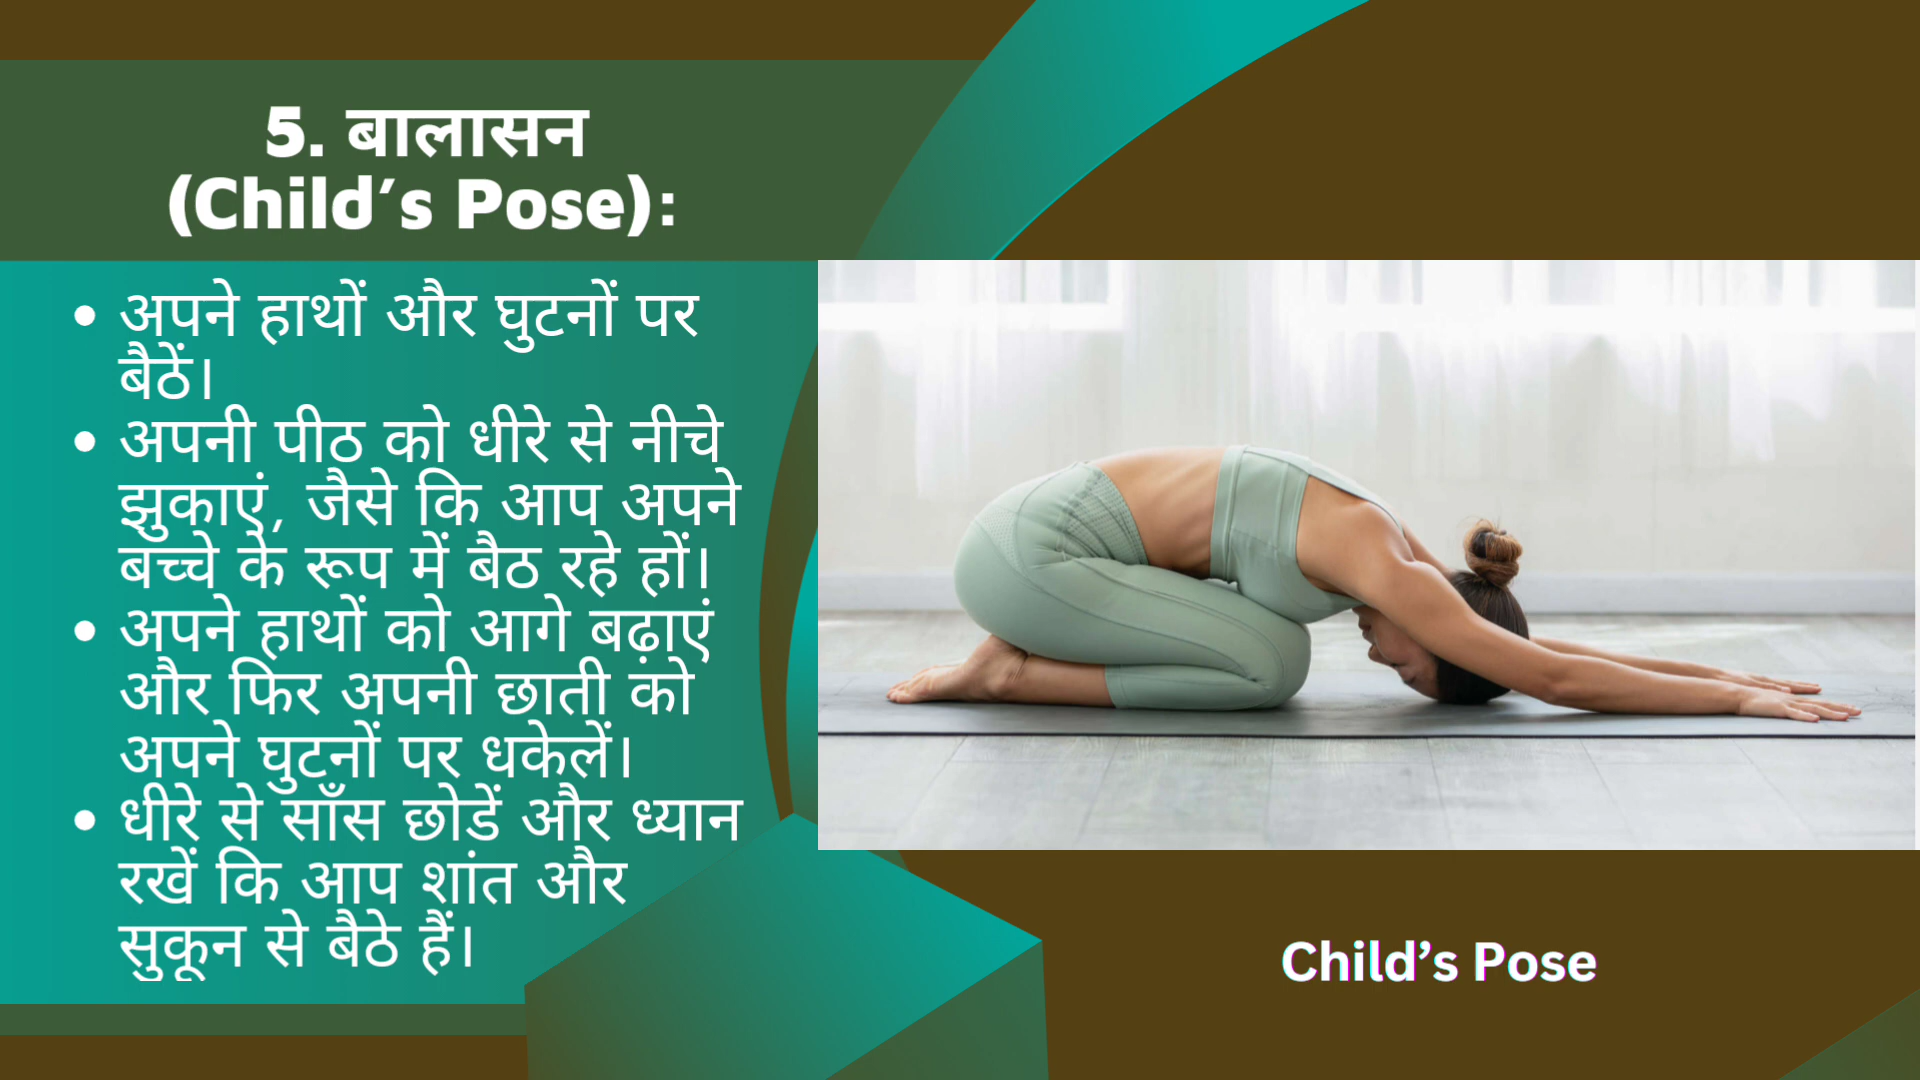 5. बालासन
(Child’s Pose):
• अपने हाथों और घुटनों पर
बैठें।
• अपनी पीठ को धीरे से नीचे
झुकाएं, जैसे कि आप अपने
बच्चे के रूप में बैठ रहे हों।
• अपने हाथों को आगे बढ़ाएं
और फिर अपनी छाती को
अपने घुटनों पर धकेलें।
• धीरे से साँस छोडें और ध्यान
रखें कि आप शांत और
सुकून से बैठे हैं।
Child’s Pose